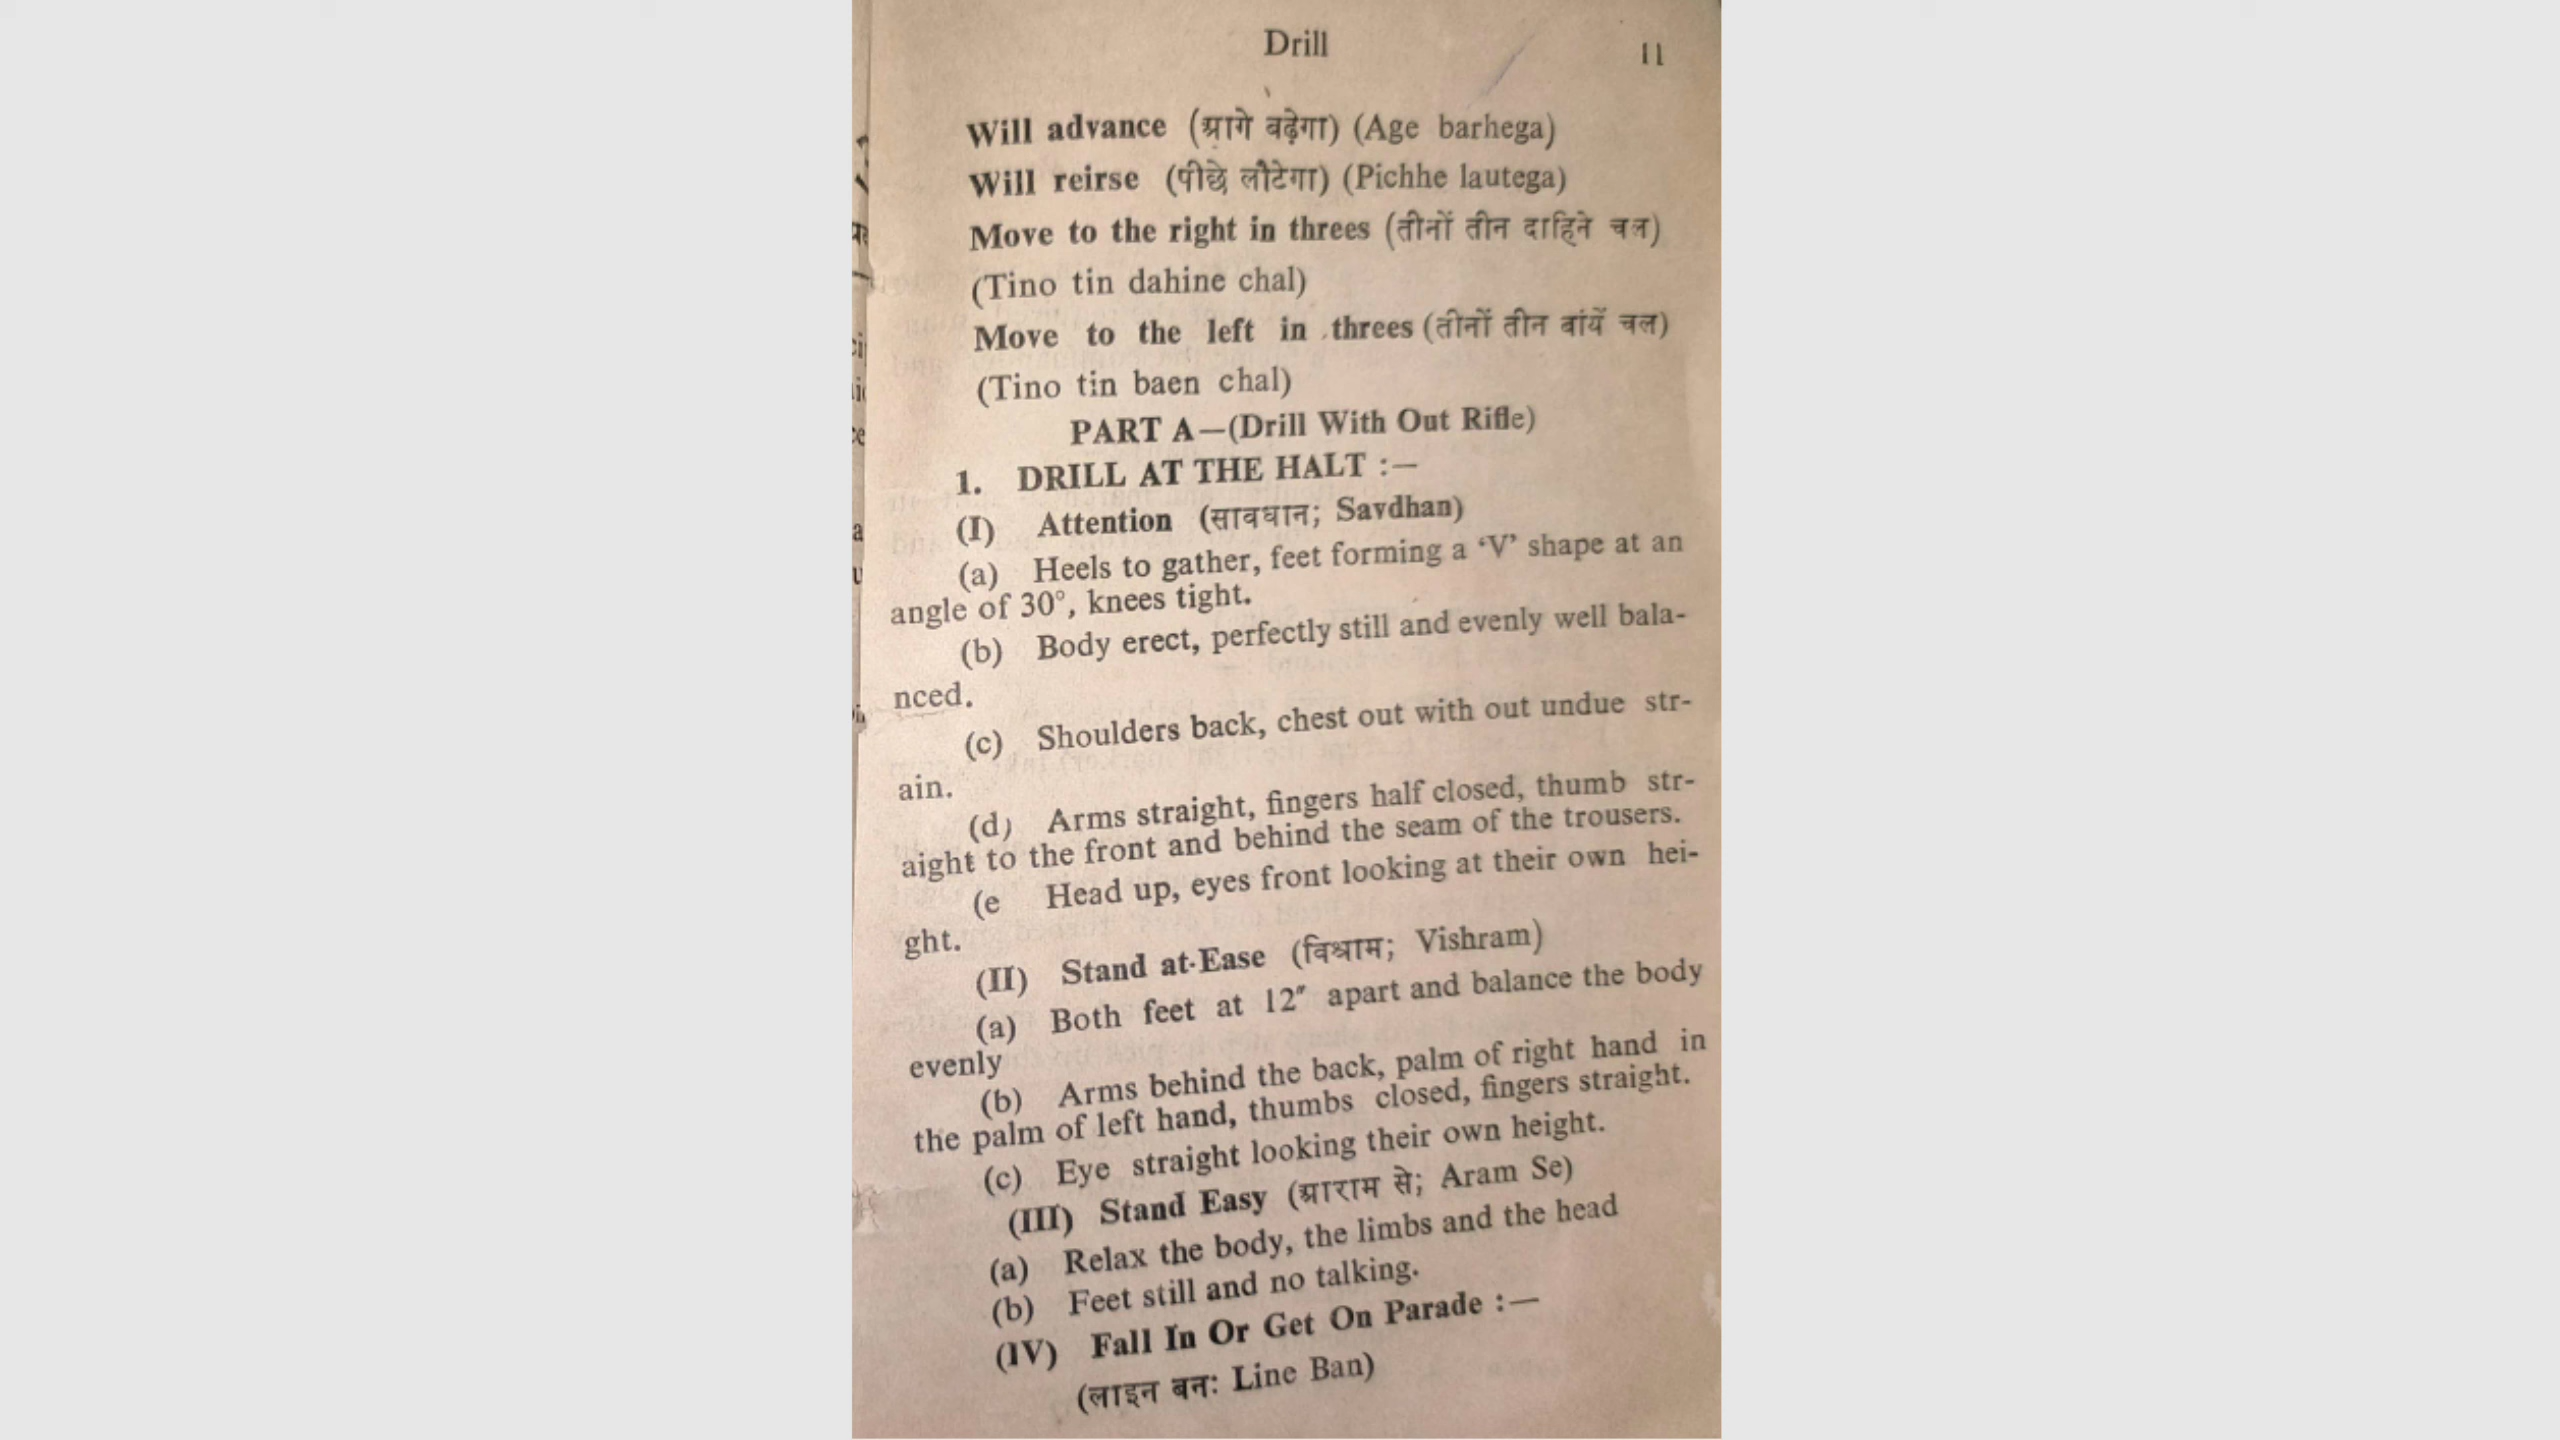 Drill 11
Will advance (श्रागे बढ़ेगा) (Age barhega)
Will reirse (पीछे लौटेगा) (Pichhe lautega)
Move to the right in threes (तीनों तीन दाहिने चल)
(Tino tin dahine chal)
Move to the left in threes (तीनों तीन बांयें चल)
(Tino tin baen chal)
PART A—(Drill With Out Rifle)
1. DRILL AT THE HALT :—
(I) Attention (सावधान; Savdhan)
(a) Heels to gather, feet forming a ‘V’ shape at an
angle of 30°, knees tight.
(b) Body erect, perfectly still and evenly well bala-
nced.
(c) Shoulders back, chest out with out undue str-
ain.
(d) Arms straight, fingers half closed, thumb str-
aight to the front and behind the seam of the trousers.
(e Head up, eyes front looking at their own hei-
ght.
(II) Stand at-Ease (विश्राम; Vishram)
(a) Both feet at 12″ apart and balance the body
evenly
(b) Arms behind the back, palm of right hand in
the palm of left hand, thumbs closed, fingers straight.
(c) Eye straight looking their own height.
(III) Stand Easy (श्राराम से; Aram Se)
(a) Relax the body, the limbs and the head
(b) Feet still and no talking.
(IV) Fall In Or Get On Parade :—
(लाइन बन: Line Ban)